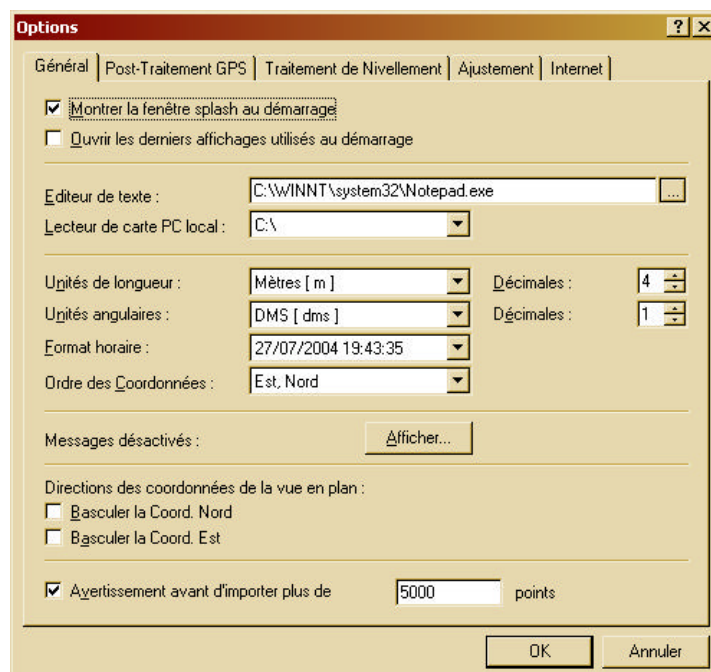 Options
Général Post-Traitement GPS Traitement de Nivellement Ajustement Internet
Montrer la fenêtre splash au démarrage
Ouvrir les derniers affichages utilisés au démarrage
Editeur de texte : C:\WINNT\system32\Notepad.exe ...
Lecteur de carte PC local : C:\
Unités de longueur : Mètres [ m ] Décimales : 4
Unités angulaires : DMS [ dms ] Décimales : 1
Format horaire : 27/07/2004 19:43:35
Ordre des Coordonnées : Est, Nord
Messages désactivés : Afficher...
Directions des coordonnées de la vue en plan :
Basculer la Coord. Nord
Basculer la Coord. Est
Avertissement avant d'importer plus de 5000 points
OK Annuler